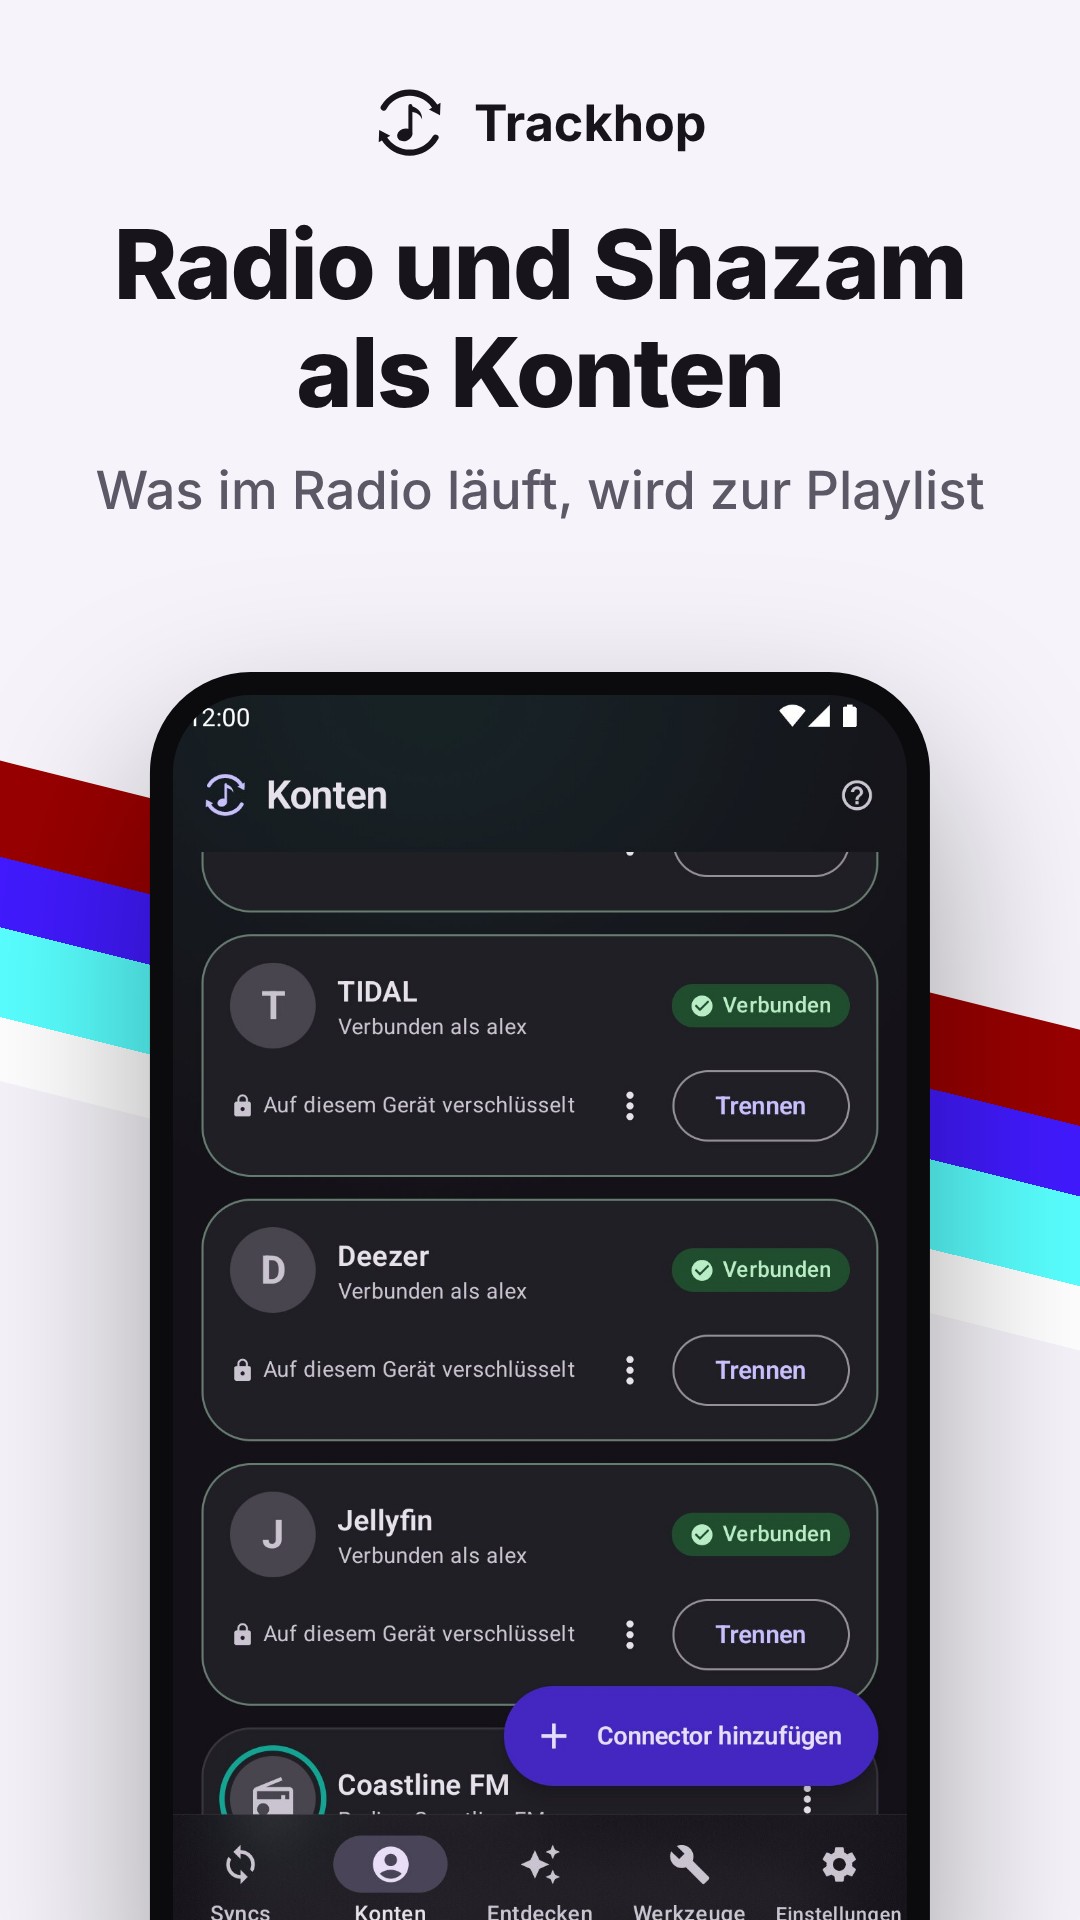 Trackhop
Radio und Shazam
als Konten
Was im Radio läuft, wird zur Playlist
12:00
Konten
T
TIDAL
Verbunden als alex
Verbunden
Auf diesem Gerät verschlüsselt
Trennen
D
Deezer
Verbunden als alex
Verbunden
Auf diesem Gerät verschlüsselt
Trennen
J
Jellyfin
Verbunden als alex
Verbunden
Auf diesem Gerät verschlüsselt
Trennen
Connector hinzufügen
Coastline FM
Syncs
Konten
Entdecken
Werkzeuge
Einstellungen